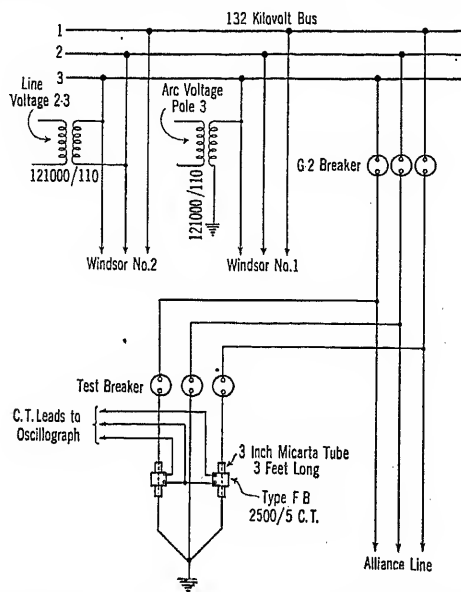 132 Kilovolt Bus
1
2
3
Line
Voltage 2-3
Arc Voltage
Pole 3
121000/110
121000/110
G-2 Breaker
Windsor No.2
Windsor No.1
Test Breaker
C.T. Leads to
Oscillograph
3 Inch Micarta Tube
3 Feet Long
Type F B
2500/5 C.T.
Alliance Line